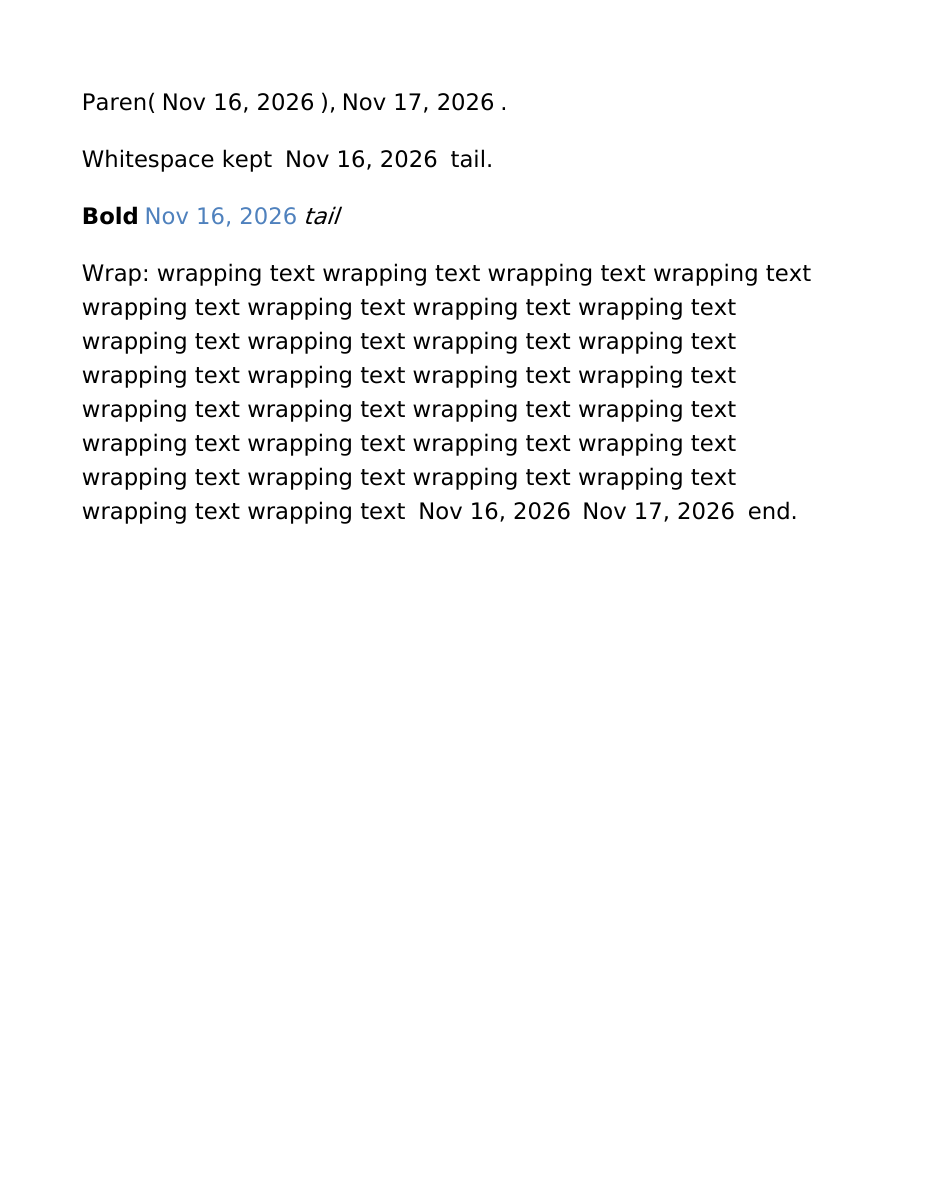 Paren( Nov 16, 2026 ), Nov 17, 2026 .
Whitespace kept  Nov 16, 2026  tail.
Bold Nov 16, 2026 tail
Wrap: wrapping text wrapping text wrapping text wrapping text
wrapping text wrapping text wrapping text wrapping text
wrapping text wrapping text wrapping text wrapping text
wrapping text wrapping text wrapping text wrapping text
wrapping text wrapping text wrapping text wrapping text
wrapping text wrapping text wrapping text wrapping text
wrapping text wrapping text wrapping text wrapping text
wrapping text wrapping text  Nov 16, 2026  Nov 17, 2026  end.